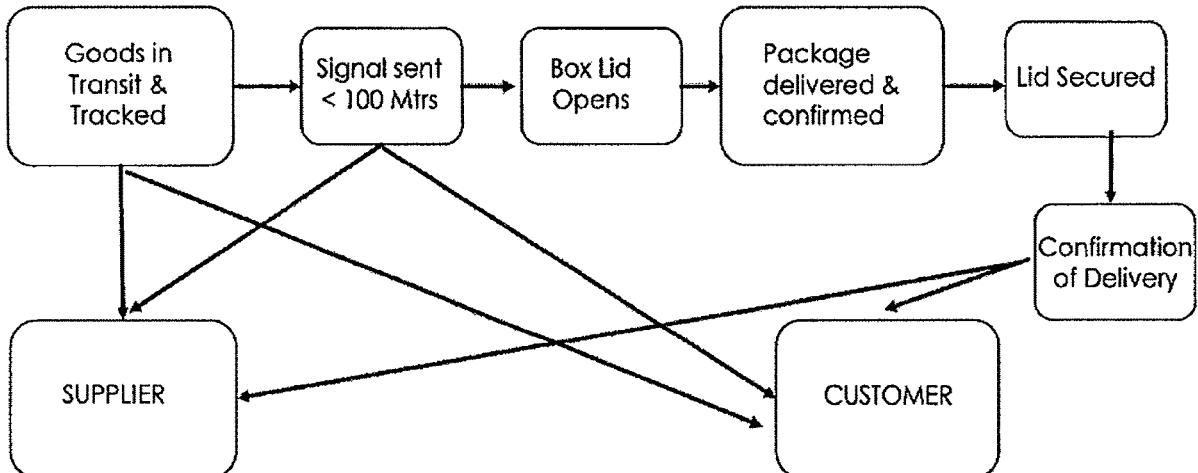 Goods in
Transit &
Tracked
Signal sent
< 100 Mtrs
Box Lid
Opens
Package
delivered &
confirmed
Lid Secured
Confirmation
of Delivery
SUPPLIER
CUSTOMER